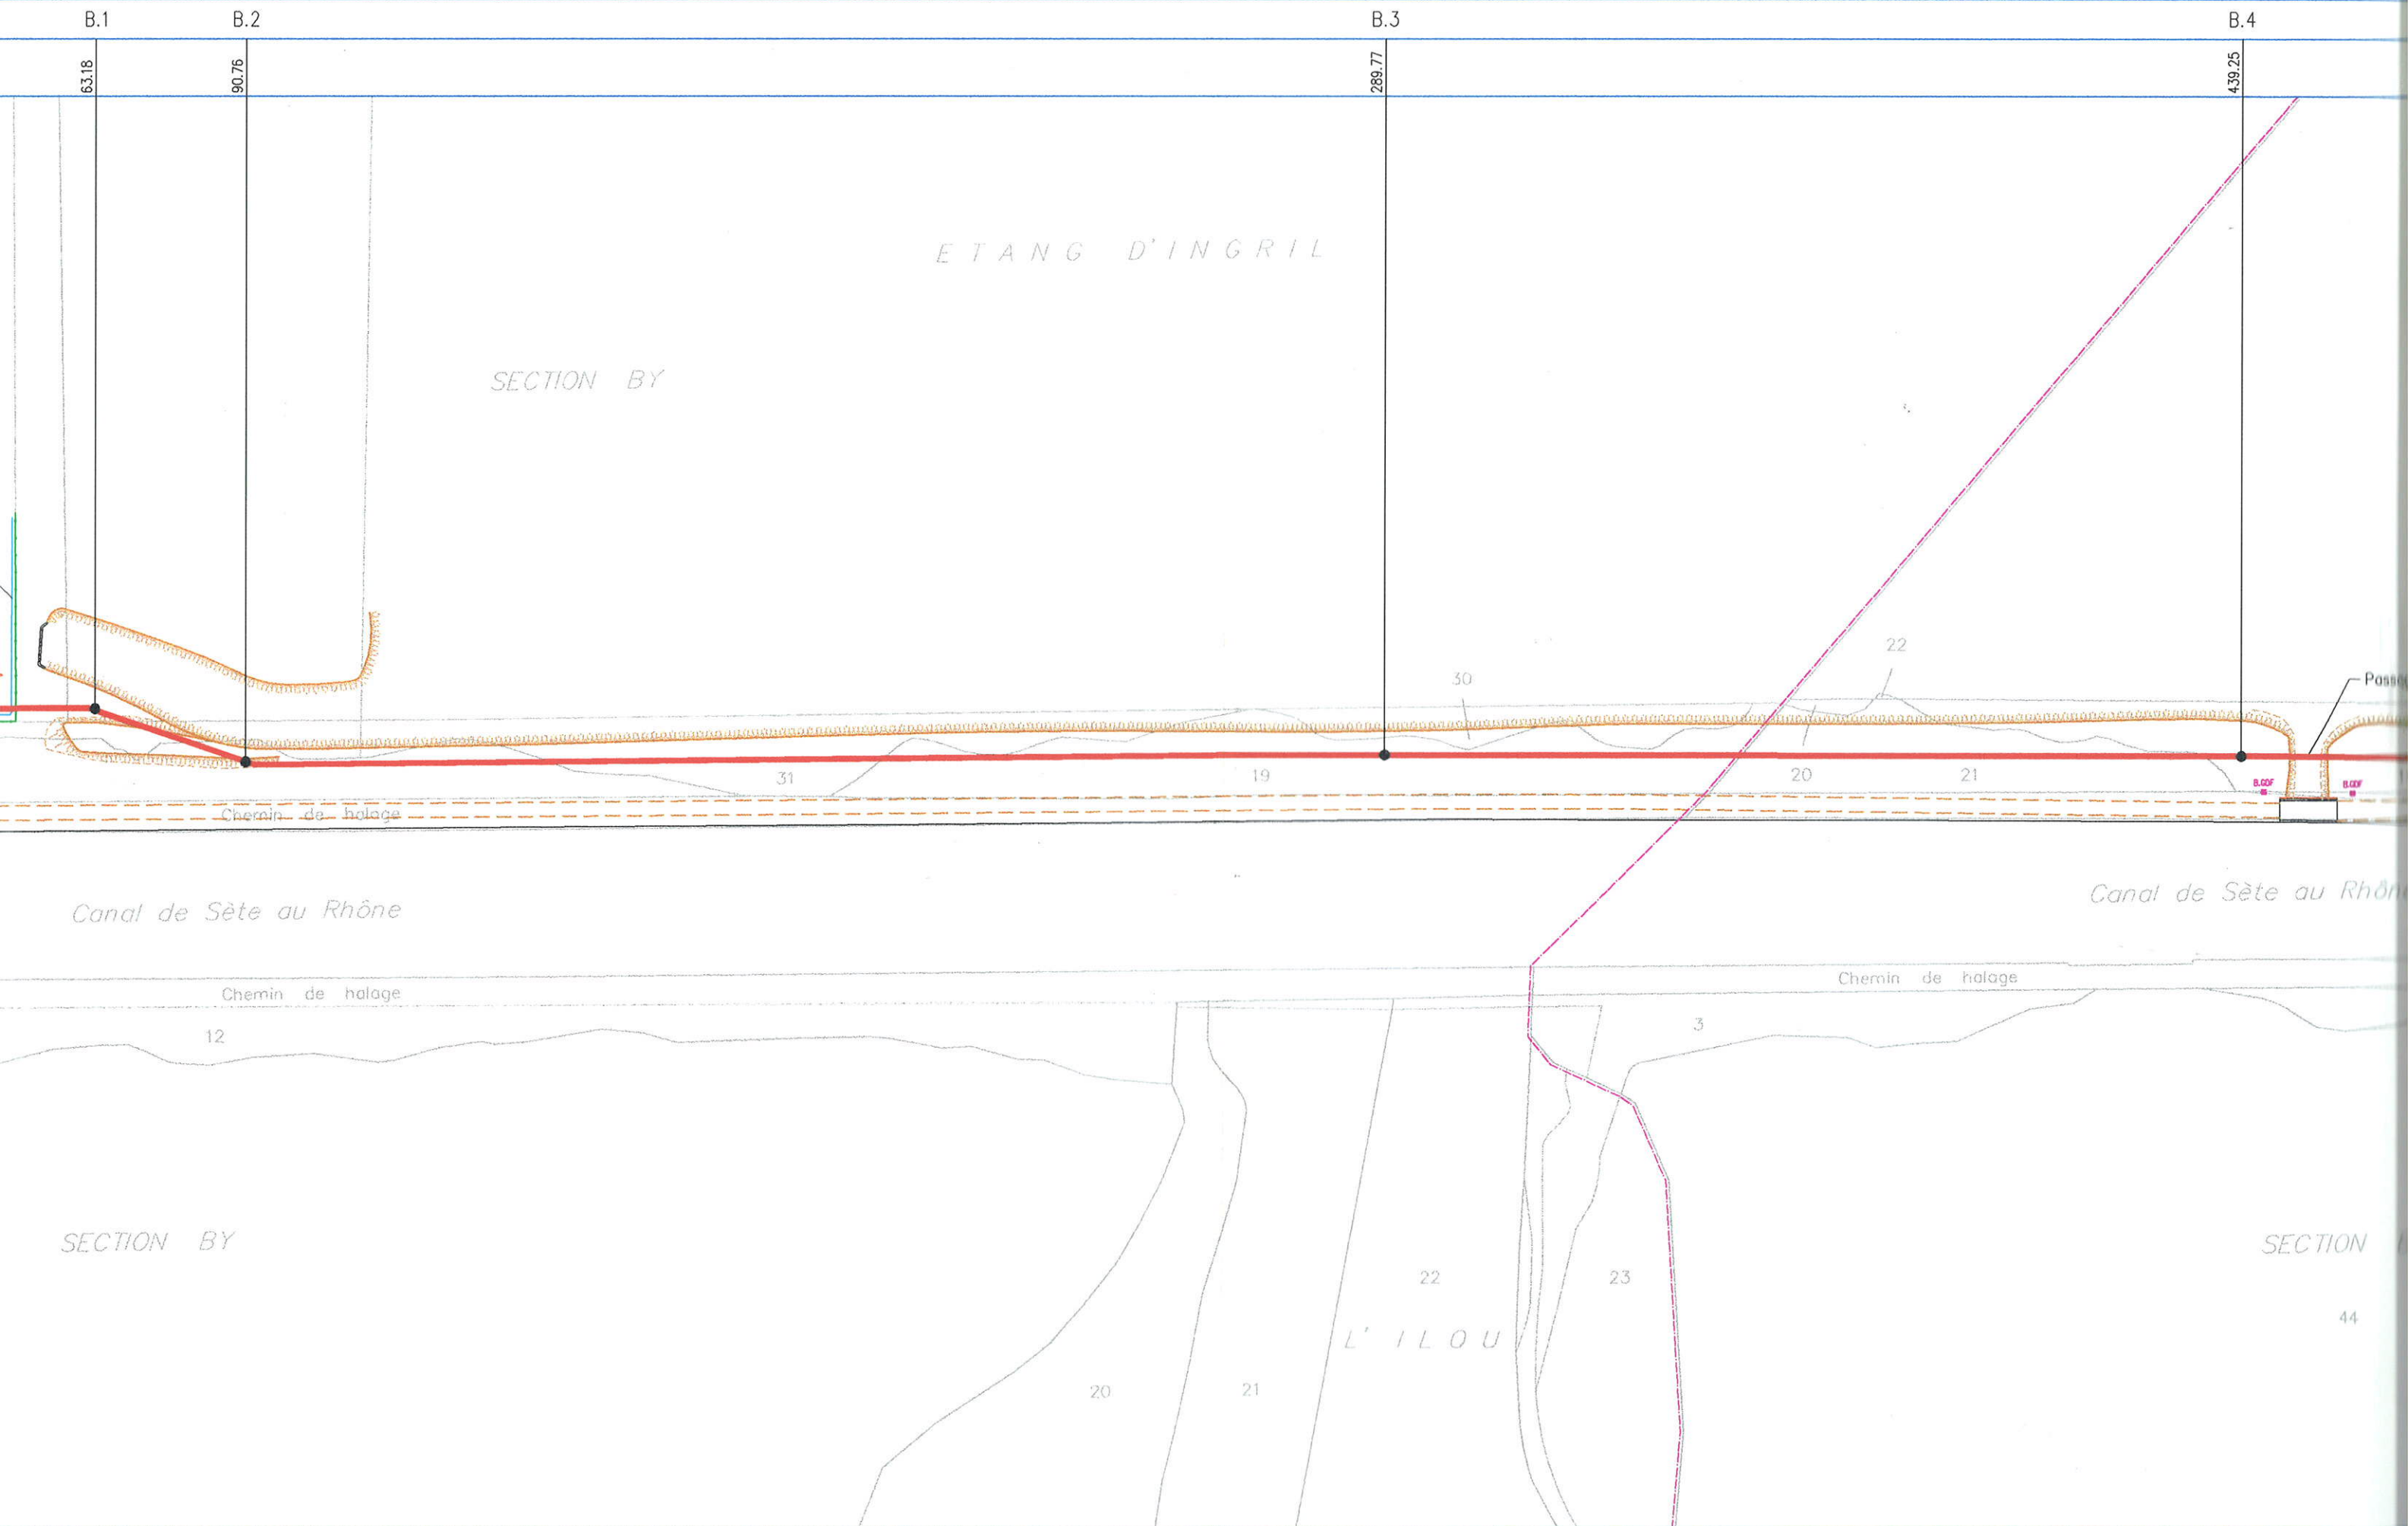 B.1 B.2 B.3 B.4
63.18 90.76 289.77 439.25
ETANG D'INGRIL
SECTION BY
22
30
31 19 20 21
B.GDF B.GDF
Chemin de halage
Canal de Sète au Rhône Canal de Sète au
Chemin de halage Chemin de halage
12 3
SECTION BY SECTION
22 23
44
L' ILOU
20 21